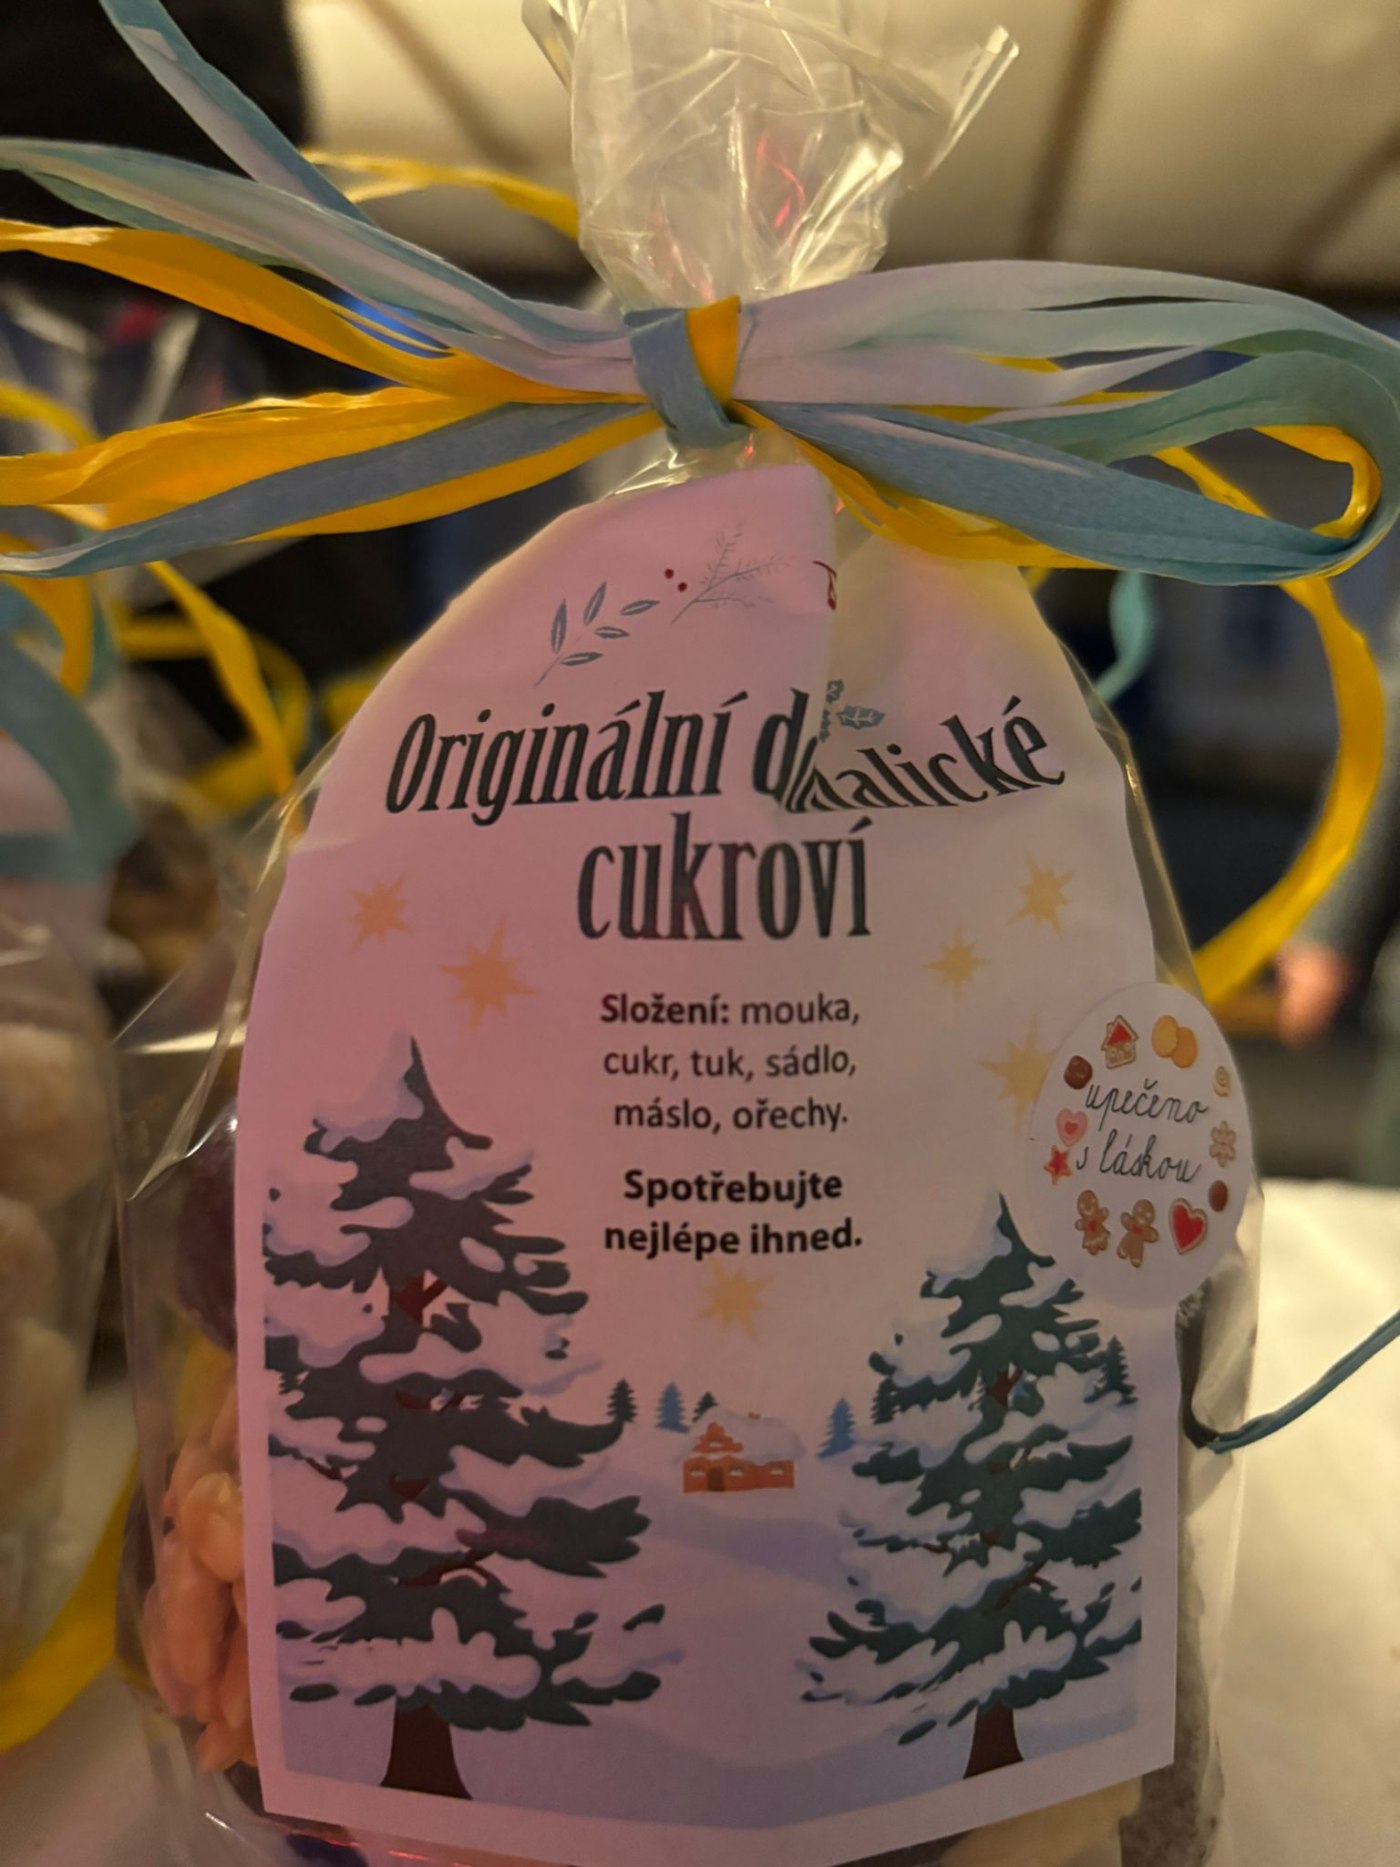 Originální
cukroví
Složení: mouka,
cukr, tuk, sádlo,
máslo, ořechy.
Spotřebujte
nejlépe ihned.
upečeno
s láskou